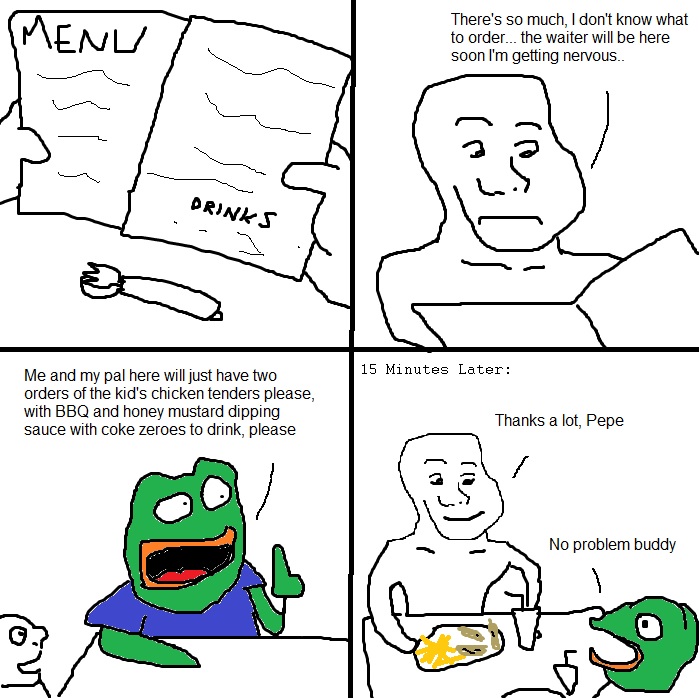 MENU
DRINKS
There's so much, I don't know what
to order... the waiter will be here
soon I'm getting nervous..
Me and my pal here will just have two
orders of the kid's chicken tenders please,
with BBQ and honey mustard dipping
sauce with coke zeroes to drink, please
15 Minutes Later:
Thanks a lot, Pepe
No problem buddy